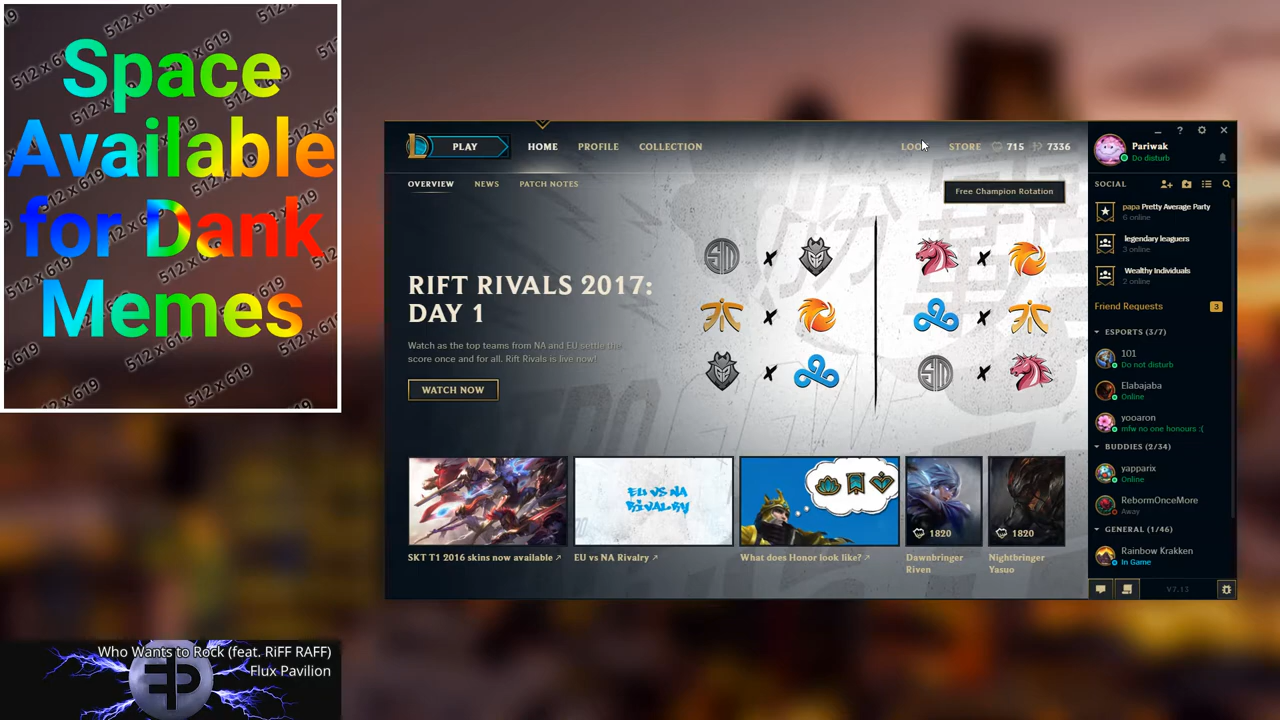 Space
Available
for Dank
Memes
512 x 619
PLAY
HOME
PROFILE
COLLECTION
LOO
STORE
715
7336
OVERVIEW
NEWS
PATCH NOTES
Free Champion Rotation
RIFT RIVALS 2017:
DAY 1
Watch as the top teams from NA and EU settle the
score once and for all. Rift Rivals is live now!
WATCH NOW
SKT T1 2016 skins now available
EU VS NA
RIVALRY
EU vs NA Rivalry
What does Honor look like?
1820
Dawnbringer
Riven
1820
Nightbringer
Yasuo
Pariwak
Do disturb
SOCIAL
papa Pretty Average Party
6 online
legendary leaguers
3 online
Wealthy Individuals
2 online
Friend Requests
3
ESPORTS (3/7)
101
Do not disturb
Elabajaba
Online
yooaron
mfw no one honours :(
BUDDIES (2/34)
yapparix
Online
RebornOnceMore
Away
GENERAL (1/46)
Rainbow Krakken
In Game
V7.13
Who Wants to Rock (feat. RiFF RAFF)
Flux Pavilion